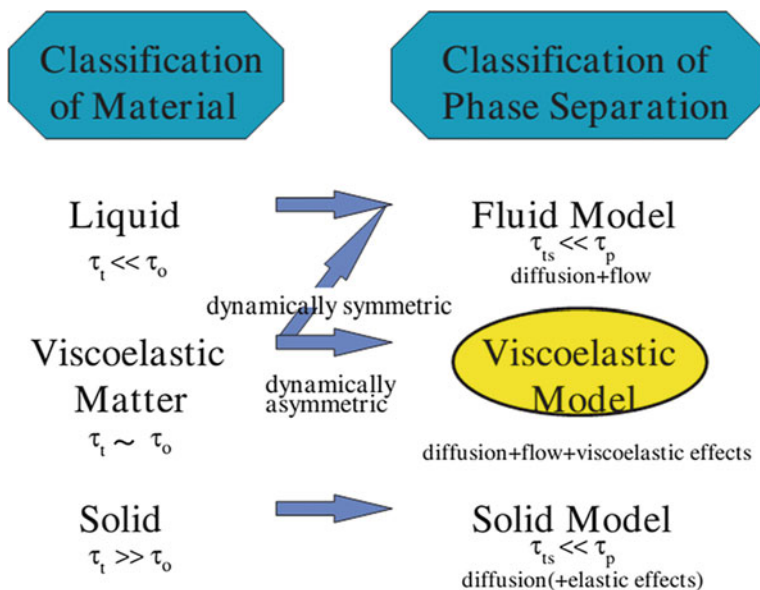 Classification
of Material
Classification of
Phase Separation
Liquid
τt << τo
Fluid Model
τts << τp
diffusion+flow
dynamically symmetric
Viscoelastic
Matter
τt ~ τo
dynamically
asymmetric
Viscoelastic
Model
diffusion+flow+viscoelastic effects
Solid
τt >> τo
Solid Model
τts << τp
diffusion(+elastic effects)